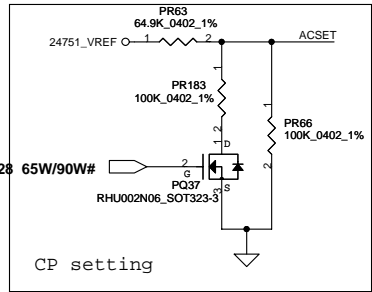 PR63
64.9K_0402_1%
24751_VREF
1
2
ACSET
1
PR183
100K_0402_1%
2
1
PR66
100K_0402_1%
2
28 65W/90W#
2
G
1
D
S
3
PQ37
RHU002N06_SOT323-3
CP setting